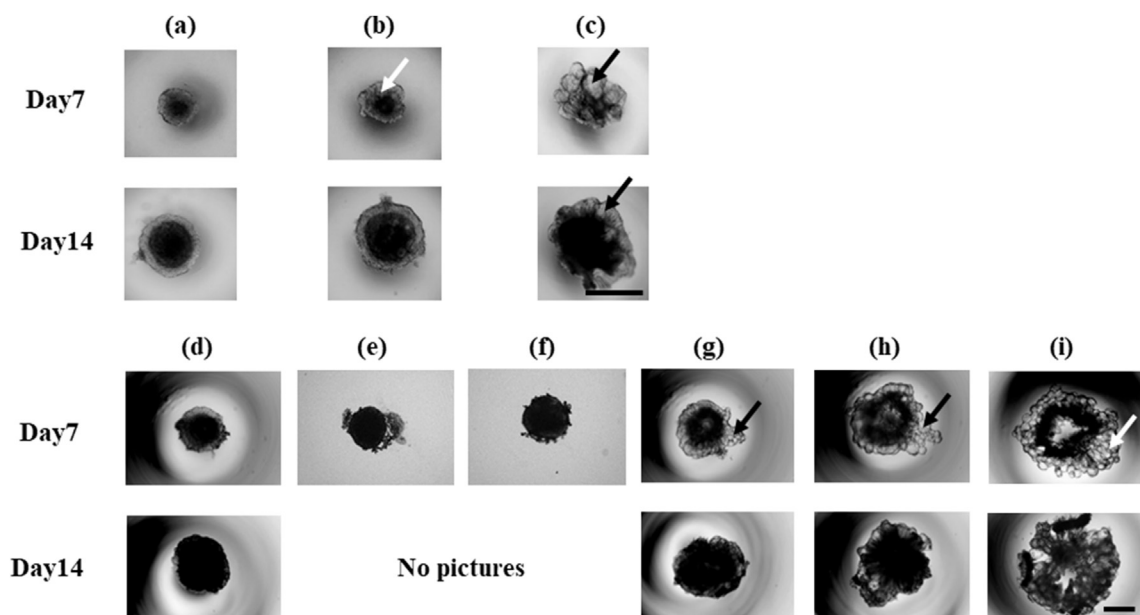 (a) (b) (c)
Day7
Day14
(d) (e) (f) (g) (h) (i)
Day7
Day14 No pictures